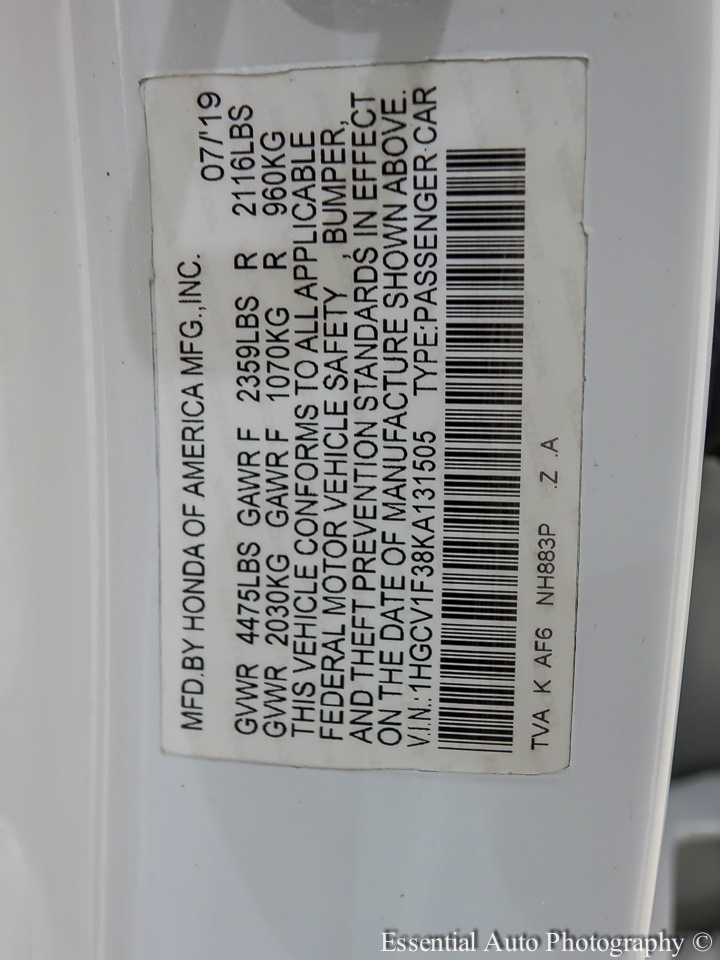 MFD.BY HONDA OF AMERICA MFG.,INC. 07/'19
GVWR 4475LBS GAWR F 2359LBS R 2116LBS
GVWR 2030KG GAWR F 1070KG R 960KG
THIS VEHICLE CONFORMS TO ALL APPLICABLE
FEDERAL MOTOR VEHICLE SAFETY , BUMPER,
AND THEFT PREVENTION STANDARDS, IN EFFECT
ON THE DATE OF MANUFACTURE SHOWN ABOVE.
V.I.N.:1HGCV1F38KA131505 TYPE:PASSENGER CAR
TVA K AF6 NH883P .Z .A
Essential Auto Photography ©